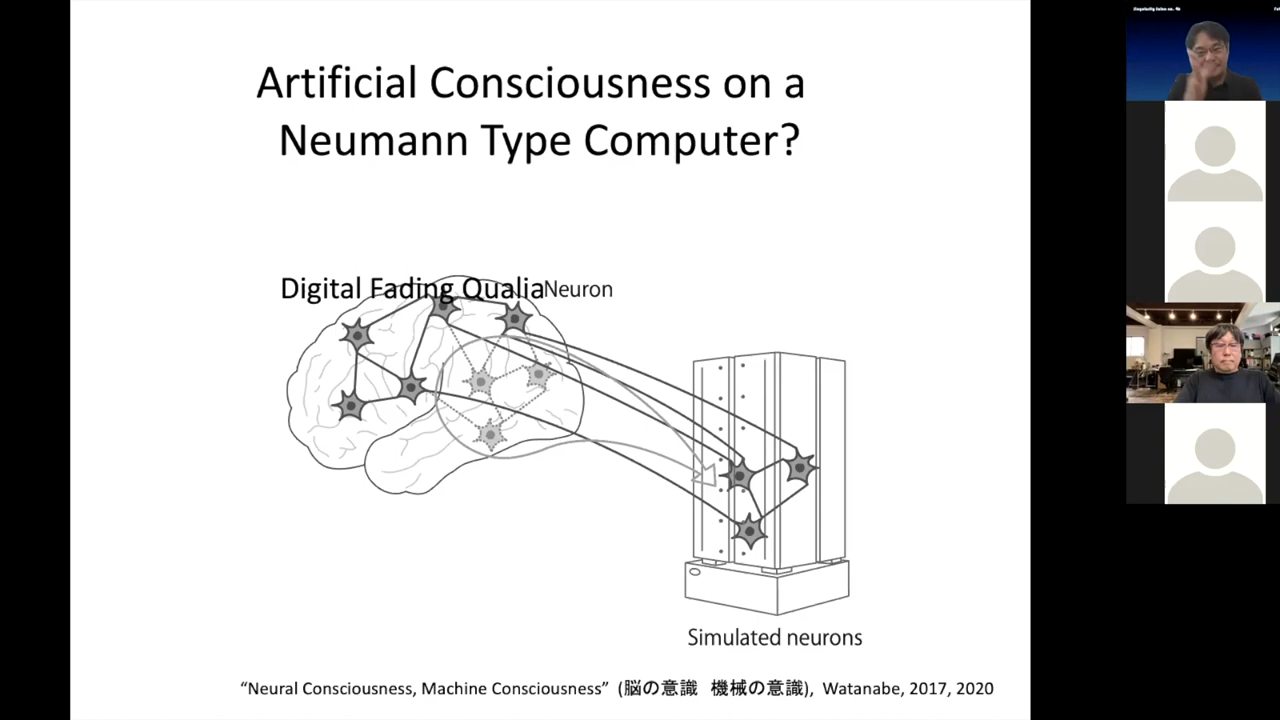 Artificial Consciousness on a
Neumann Type Computer?
Digital Fading Qualia
Neuron
Simulated neurons
“Neural Consciousness, Machine Consciousness” (脳の意識 機械の意識), Watanabe, 2017, 2020